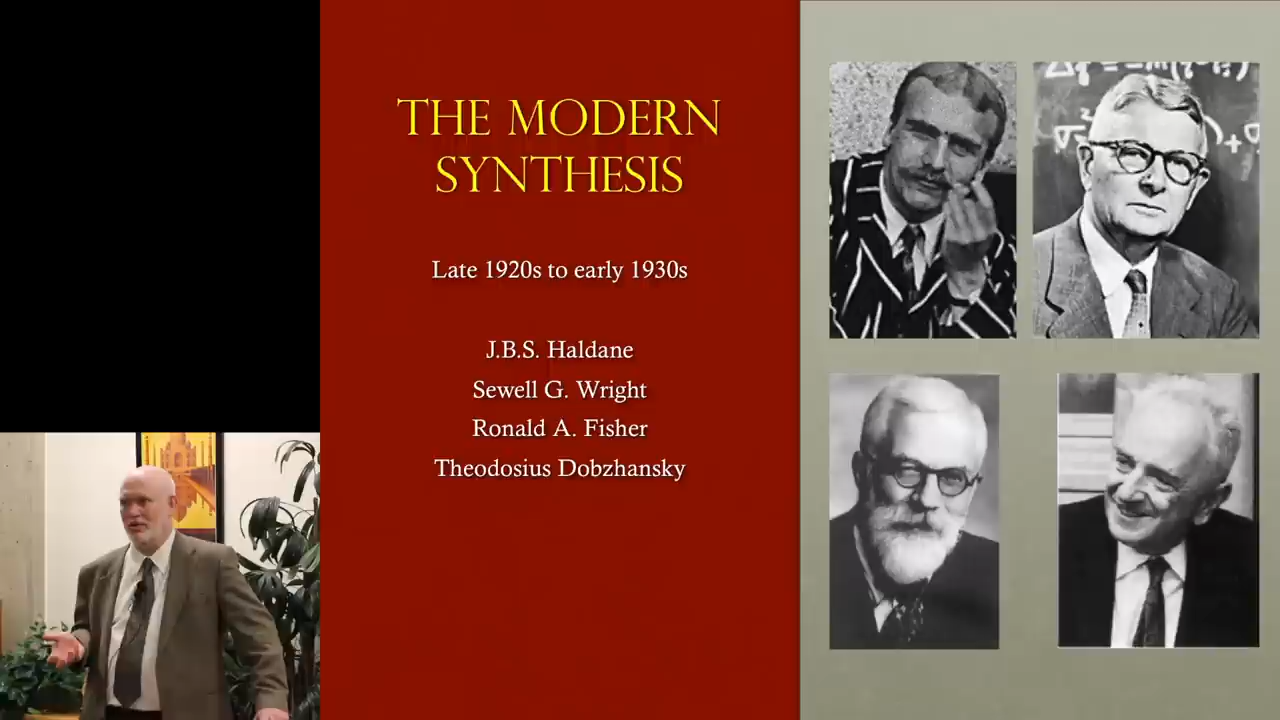 THE MODERN
SYNTHESIS
Late 1920s to early 1930s
J.B.S. Haldane
Sewell G. Wright
Ronald A. Fisher
Theodosius Dobzhansky